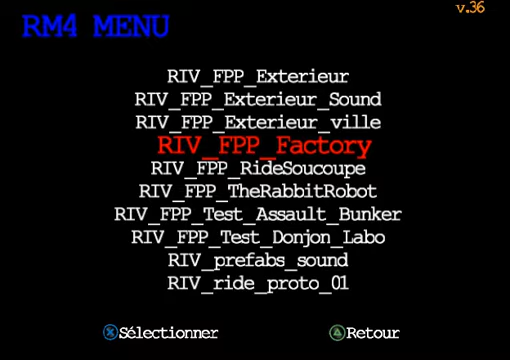 v.36
RM4 MENU
RIV_FPP_Exterieur
RIV_FPP_Exterieur_Sound
RIV_FPP_Exterieur_ville
RIV_FPP_Factory
RIV_FPP_RideSoucoupe
RIV_FPP_TheRabbitRobot
RIV_FPP_Test_Assault_Bunker
RIV_FPP_Test_Donjon_Labo
RIV_prefabs_sound
RIV_ride_proto_01
Sélectionner Retour